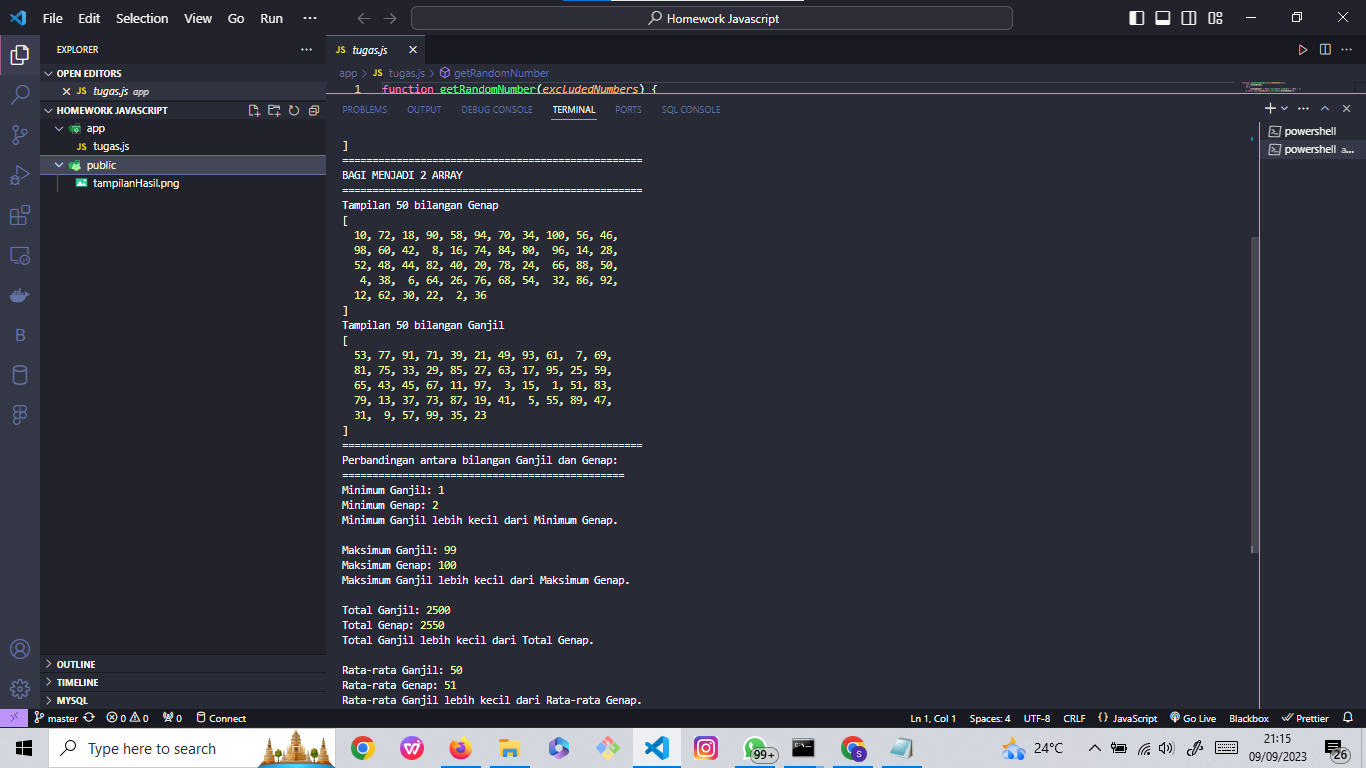 File Edit Selection View Go Run ··· Homework Javascript
EXPLORER ···
OPEN EDITORS
JS tugas.js app
HOMEWORK JAVASCRIPT
app
JS tugas.js
public
tampilanHasil.png
OUTLINE
TIMELINE
MYSQL
JS tugas.js
app > JS tugas.js > getRandomNumber
1 function getRandomNumber(excludedNumbers) {
PROBLEMS OUTPUT DEBUG CONSOLE TERMINAL PORTS SQL CONSOLE
powershell
powershell a...
]
==================================================
BAGI MENJADI 2 ARRAY
==================================================
Tampilan 50 bilangan Genap
[
10, 72, 18, 90, 58, 94, 70, 34, 100, 56, 46,
98, 60, 42, 8, 16, 74, 84, 80, 96, 14, 28,
52, 48, 44, 82, 40, 20, 78, 24, 66, 88, 50,
4, 38, 6, 64, 26, 76, 68, 54, 32, 86, 92,
12, 62, 30, 22, 2, 36
]
Tampilan 50 bilangan Ganjil
[
53, 77, 91, 71, 39, 21, 49, 93, 61, 7, 69,
81, 75, 33, 29, 85, 27, 63, 17, 95, 25, 59,
65, 43, 45, 67, 11, 97, 3, 15, 1, 51, 83,
79, 13, 37, 73, 87, 19, 41, 5, 55, 89, 47,
31, 9, 57, 99, 35, 23
]
==================================================
Perbandingan antara bilangan Ganjil dan Genap:
===============================================
Minimum Ganjil: 1
Minimum Genap: 2
Minimum Ganjil lebih kecil dari Minimum Genap.
Maksimum Ganjil: 99
Maksimum Genap: 100
Maksimum Ganjil lebih kecil dari Maksimum Genap.
Total Ganjil: 2500
Total Genap: 2550
Total Ganjil lebih kecil dari Total Genap.
Rata-rata Ganjil: 50
Rata-rata Genap: 51
Rata-rata Ganjil lebih kecil dari Rata-rata Genap.
master 0 0 0 Connect Ln 1, Col 1 Spaces: 4 UTF-8 CRLF {} JavaScript Go Live Blackbox Prettier
Type here to search 99+ S 24°C 21:15
09/09/2023 26